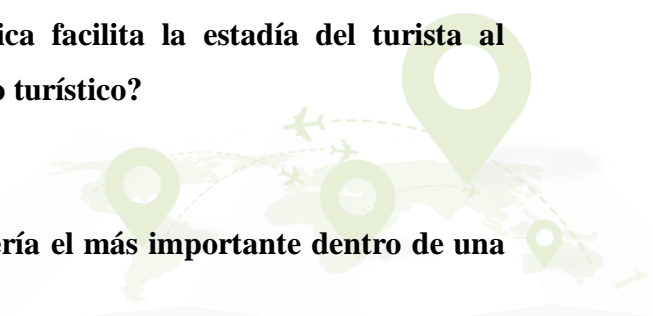 ica facilita la estadía del turista al
o turístico?
ería el más importante dentro de una